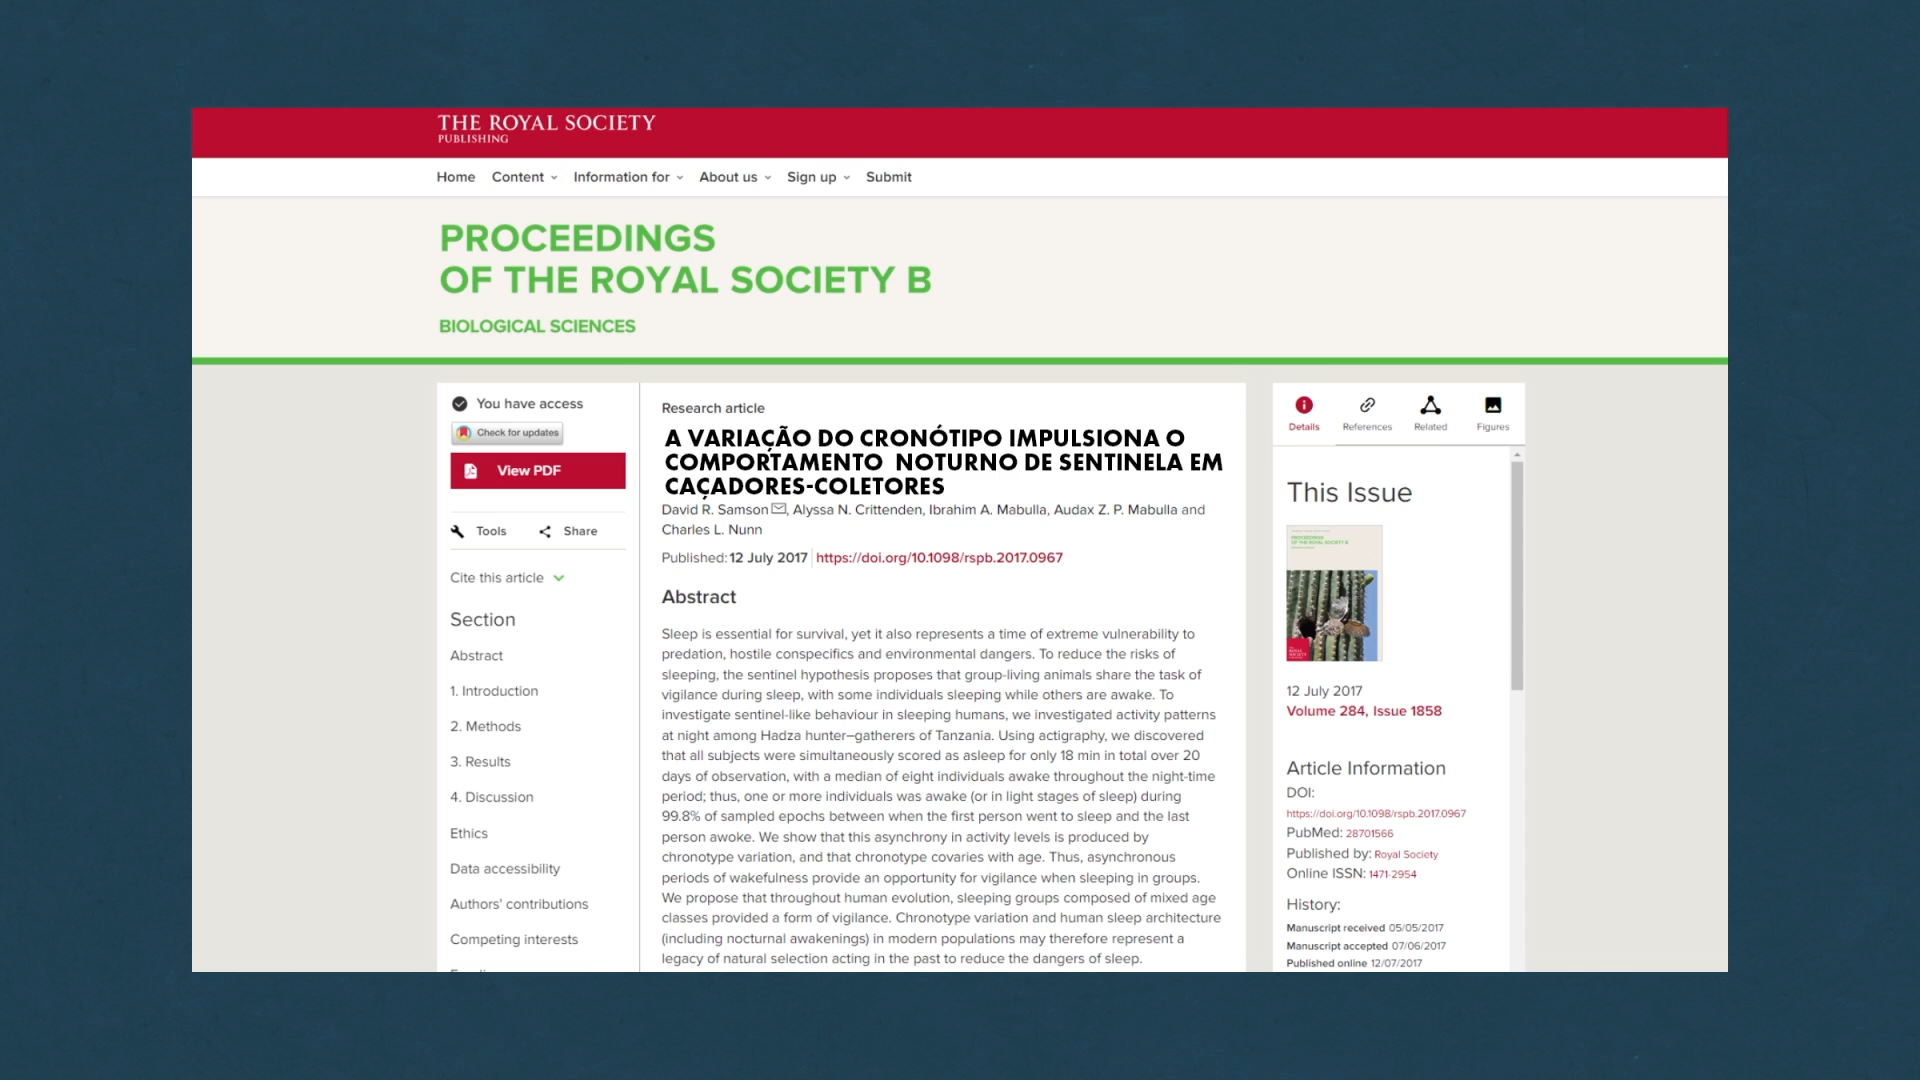 THE ROYAL SOCIETY
PUBLISHING
Home Content Information for About us Sign up Submit
PROCEEDINGS
OF THE ROYAL SOCIETY B
BIOLOGICAL SCIENCES
You have access
Check for updates
View PDF
Tools Share
Cite this article
Section
Abstract
1. Introduction
2. Methods
3. Results
4. Discussion
Ethics
Data accessibility
Authors' contributions
Competing interests
Research article
A VARIAÇÃO DO CRONÓTIPO IMPULSIONA O
COMPORTAMENTO NOTURNO DE SENTINELA EM
CAÇADORES-COLETORES
David R. Samson, Alyssa N. Crittenden, Ibrahim A. Mabulla, Audax Z. P. Mabulla and
Charles L. Nunn
Published: 12 July 2017 https://doi.org/10.1098/rspb.2017.0967
Abstract
Sleep is essential for survival, yet it also represents a time of extreme vulnerability to
predation, hostile conspecifics and environmental dangers. To reduce the risks of
sleeping, the sentinel hypothesis proposes that group-living animals share the task of
vigilance during sleep, with some individuals sleeping while others are awake. To
investigate sentinel-like behaviour in sleeping humans, we investigated activity patterns
at night among Hadza hunter–gatherers of Tanzania. Using actigraphy, we discovered
that all subjects were simultaneously scored as asleep for only 18 min in total over 20
days of observation, with a median of eight individuals awake throughout the night-time
period; thus, one or more individuals was awake (or in light stages of sleep) during
99.8% of sampled epochs between when the first person went to sleep and the last
person awoke. We show that this asynchrony in activity levels is produced by
chronotype variation, and that chronotype covaries with age. Thus, asynchronous
periods of wakefulness provide an opportunity for vigilance when sleeping in groups.
We propose that throughout human evolution, sleeping groups composed of mixed age
classes provided a form of vigilance. Chronotype variation and human sleep architecture
(including nocturnal awakenings) in modern populations may therefore represent a
legacy of natural selection acting in the past to reduce the dangers of sleep.
Details References Related Figures
This Issue
PROCEEDINGS
OF THE ROYAL SOCIETY B
12 July 2017
Volume 284, Issue 1858
Article Information
DOI:
https://doi.org/10.1098/rspb.2017.0967
PubMed: 28701566
Published by: Royal Society
Online ISSN: 1471-2954
History:
Manuscript received 05/05/2017
Manuscript accepted 07/06/2017
Published online 12/07/2017